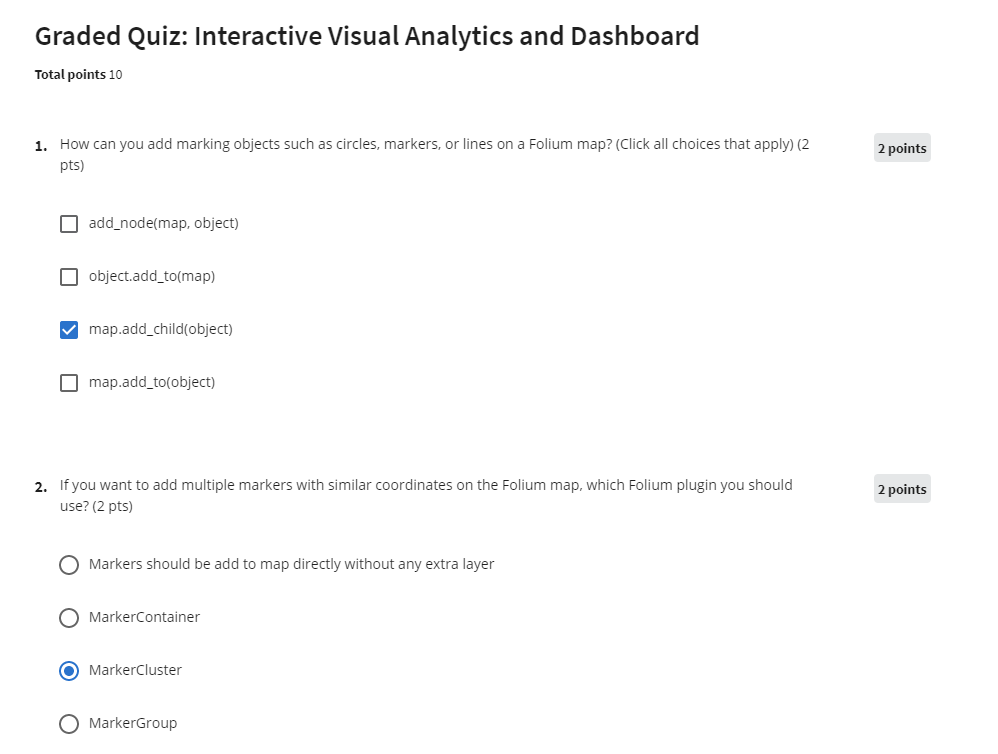 Graded Quiz: Interactive Visual Analytics and Dashboard
Total points 10
1. How can you add marking objects such as circles, markers, or lines on a Folium map? (Click all choices that apply) (2
pts)
2 points
add_node(map, object)
object.add_to(map)
map.add_child(object)
map.add_to(object)
2. If you want to add multiple markers with similar coordinates on the Folium map, which Folium plugin you should
use? (2 pts)
2 points
Markers should be add to map directly without any extra layer
MarkerContainer
MarkerCluster
MarkerGroup